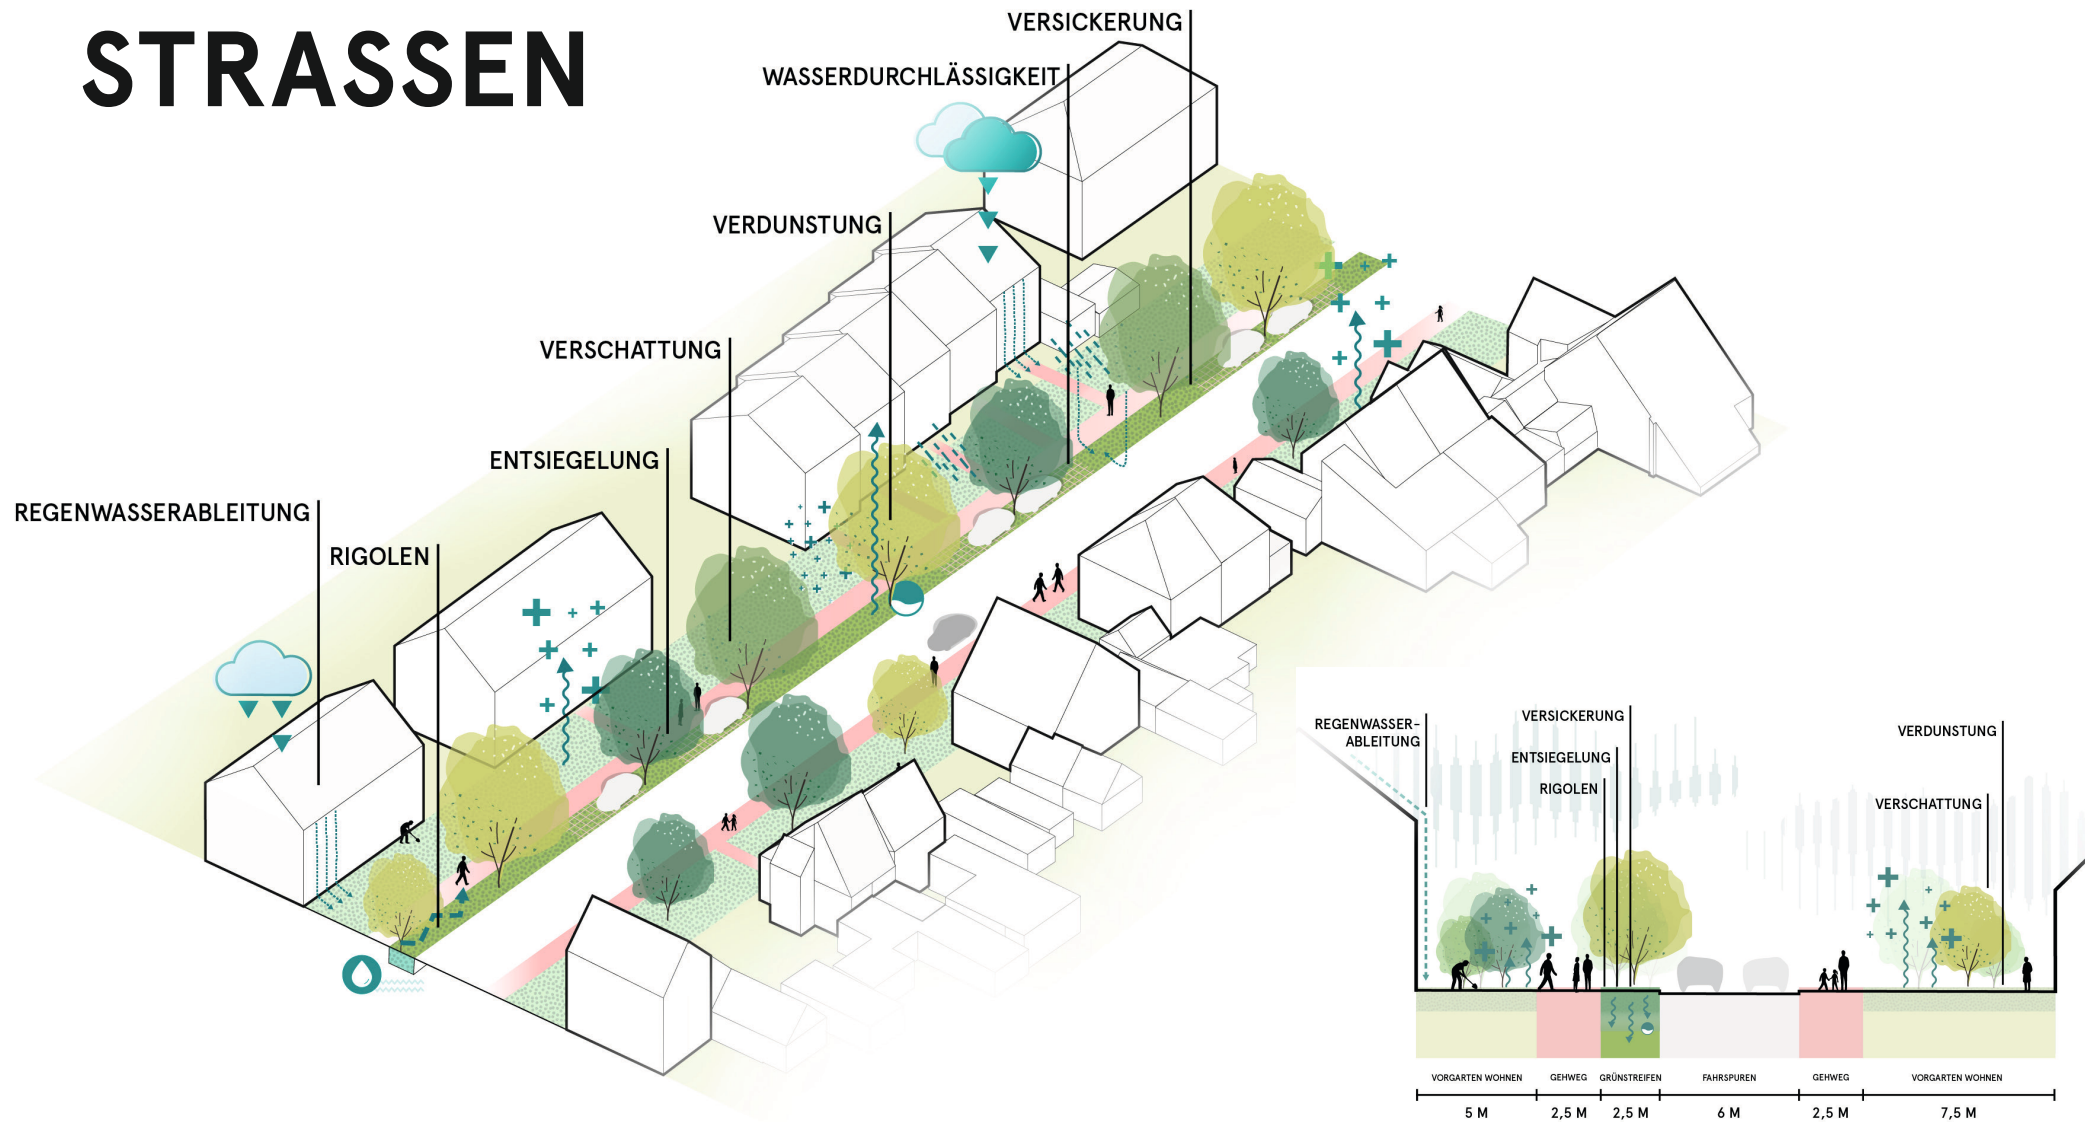 STRASSEN
VERSICKERUNG
WASSERDURCHLÄSSIGKEIT
VERDUNSTUNG
VERSCHATTUNG
ENTSIEGELUNG
REGENWASSERABLEITUNG
RIGOLEN
REGENWASSER-
ABLEITUNG
VERSICKERUNG
ENTSIEGELUNG
RIGOLEN
VERDUNSTUNG
VERSCHATTUNG
VORGARTEN WOHNEN GEHWEG GRÜNSTREIFEN FAHRSPUREN GEHWEG VORGARTEN WOHNEN
5 M 2,5 M 2,5 M 6 M 2,5 M 7,5 M